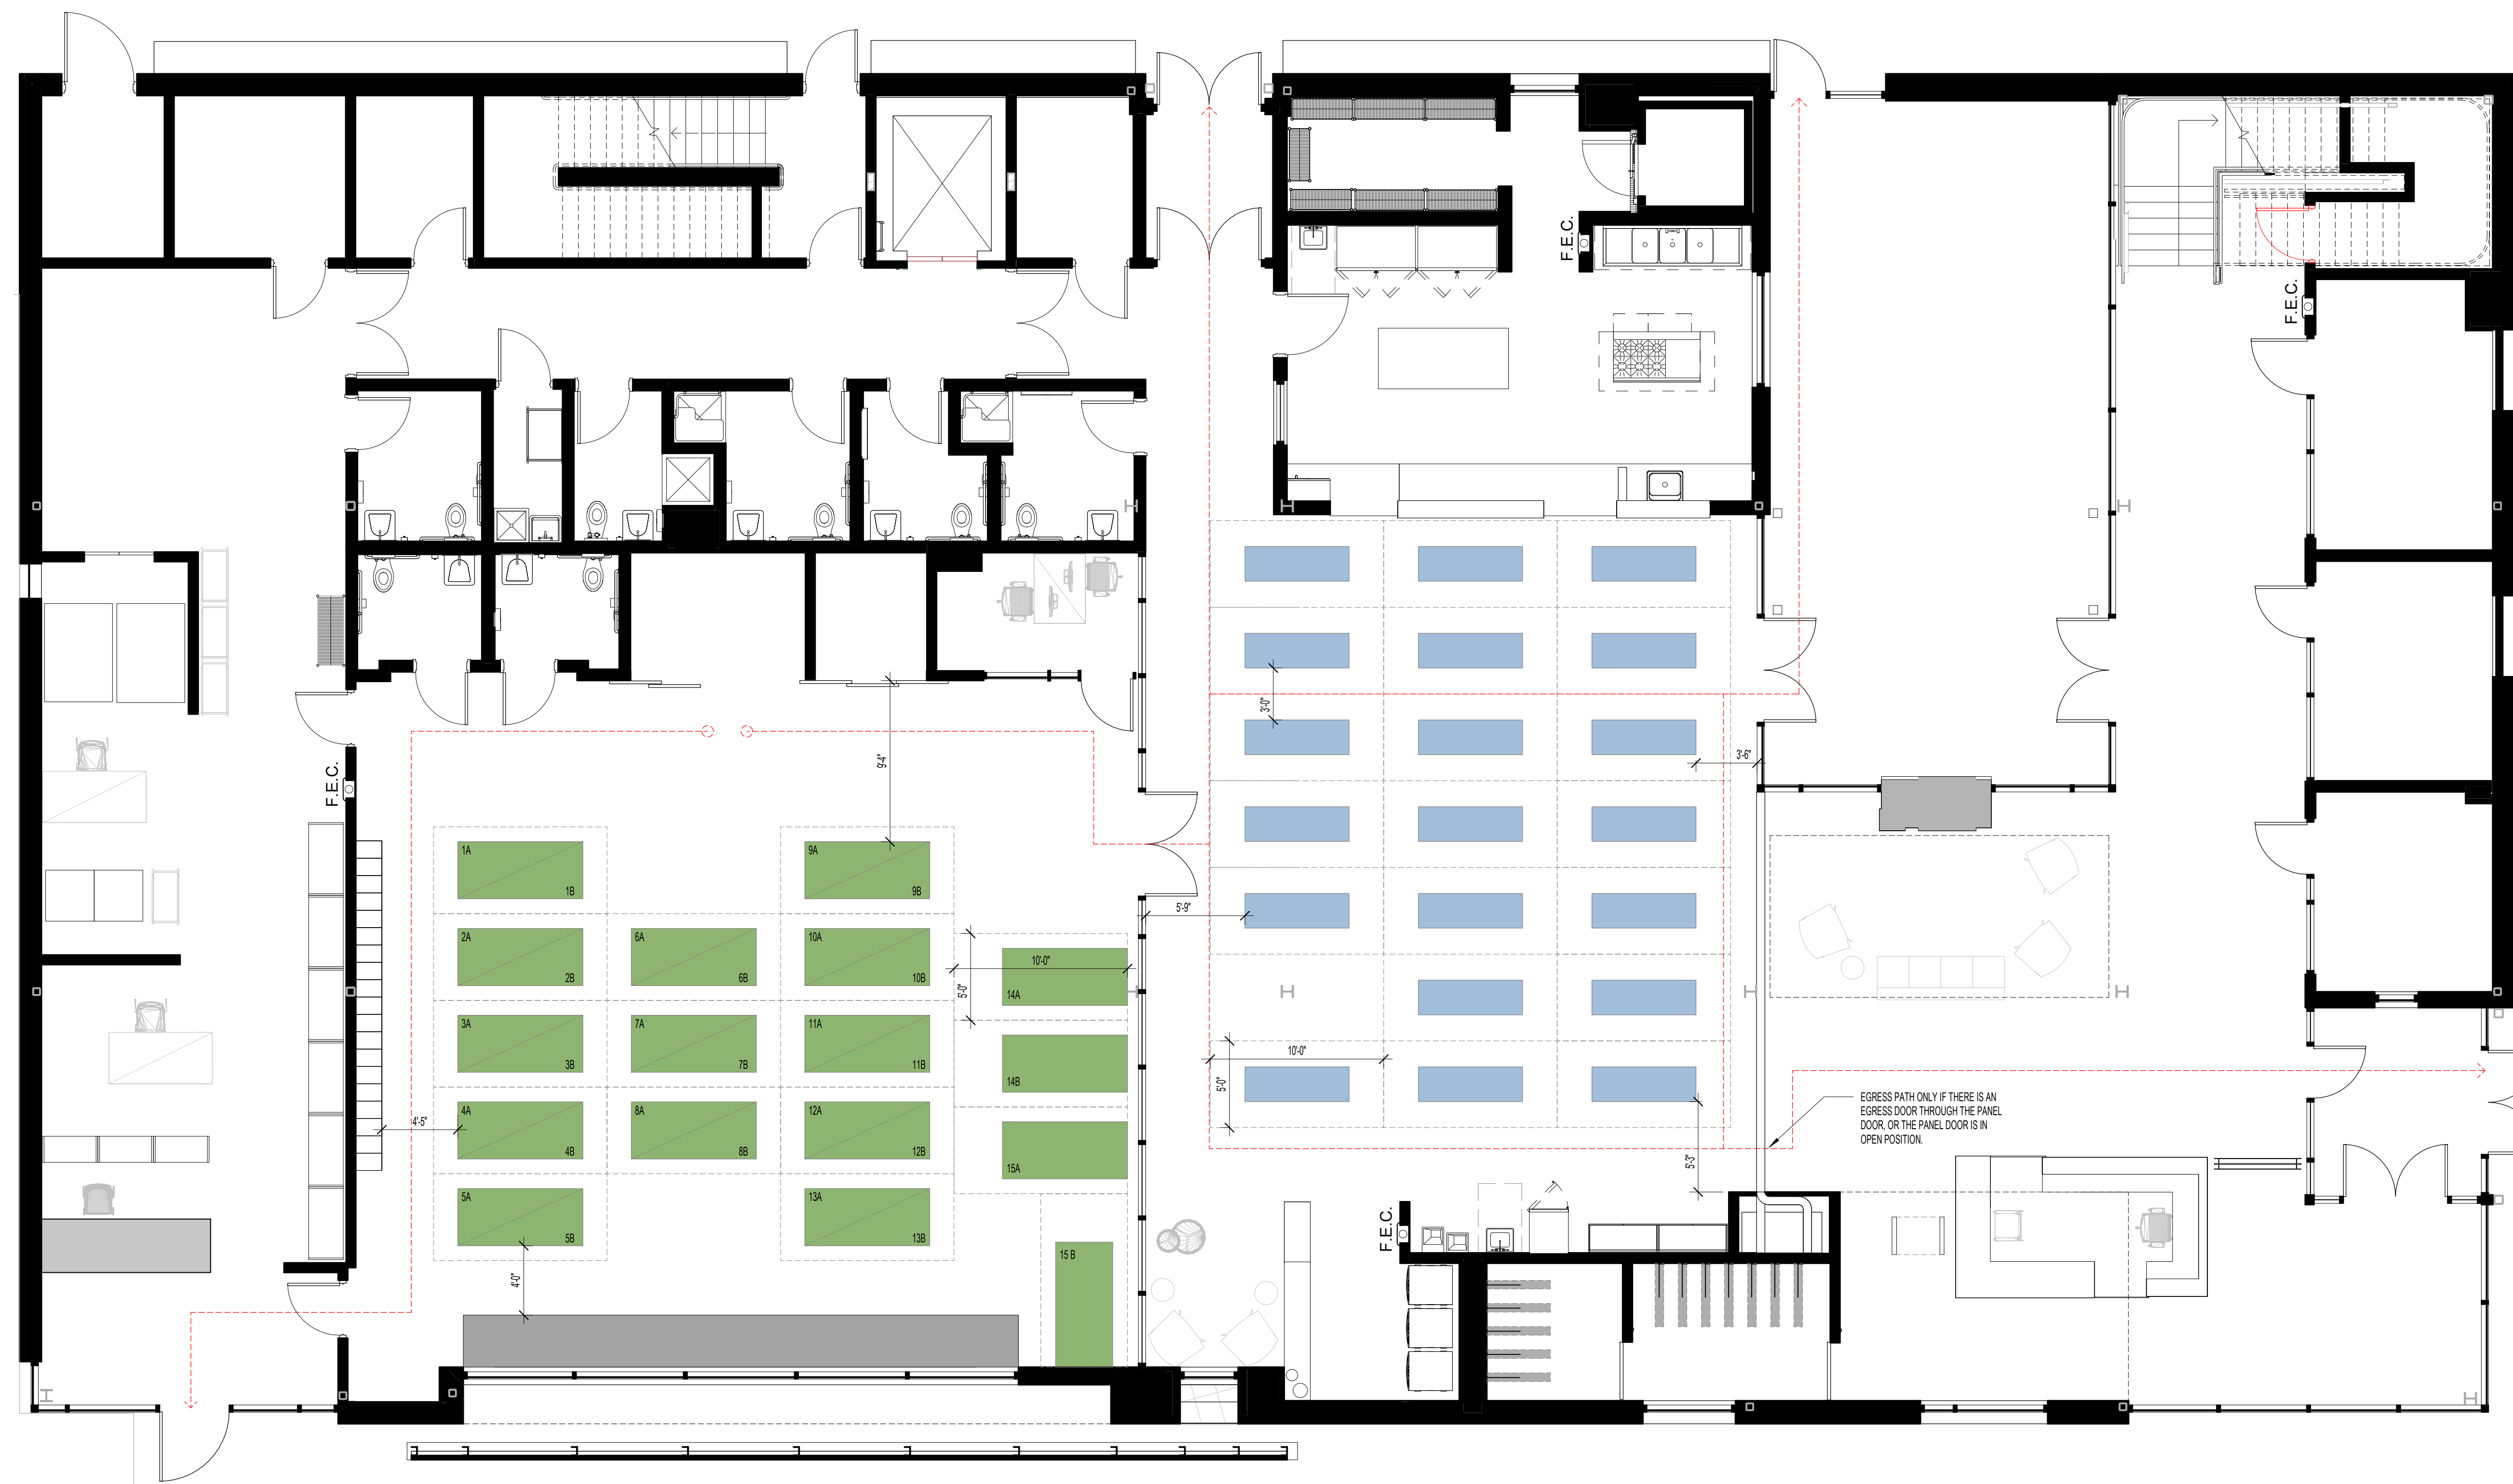 F.E.C.
F.E.C.
3'-0"
9'-4"
3'-6"
F.E.C.
1A
1B
9A
9B
5'-9"
2A
2B
6A
6B
10A
10B
10'-0"
5'-0"
14A
3A
3B
7A
7B
11A
11B
10'-0"
14B
5'-0"
4A
4B
8A
8B
12A
12B
4'-5"
EGRESS PATH ONLY IF THERE IS AN
EGRESS DOOR THROUGH THE PANEL
DOOR, OR THE PANEL DOOR IS IN
OPEN POSITION.
15A
5'-3"
5A
5B
13A
13B
F.E.C.
15 B
4'-0"